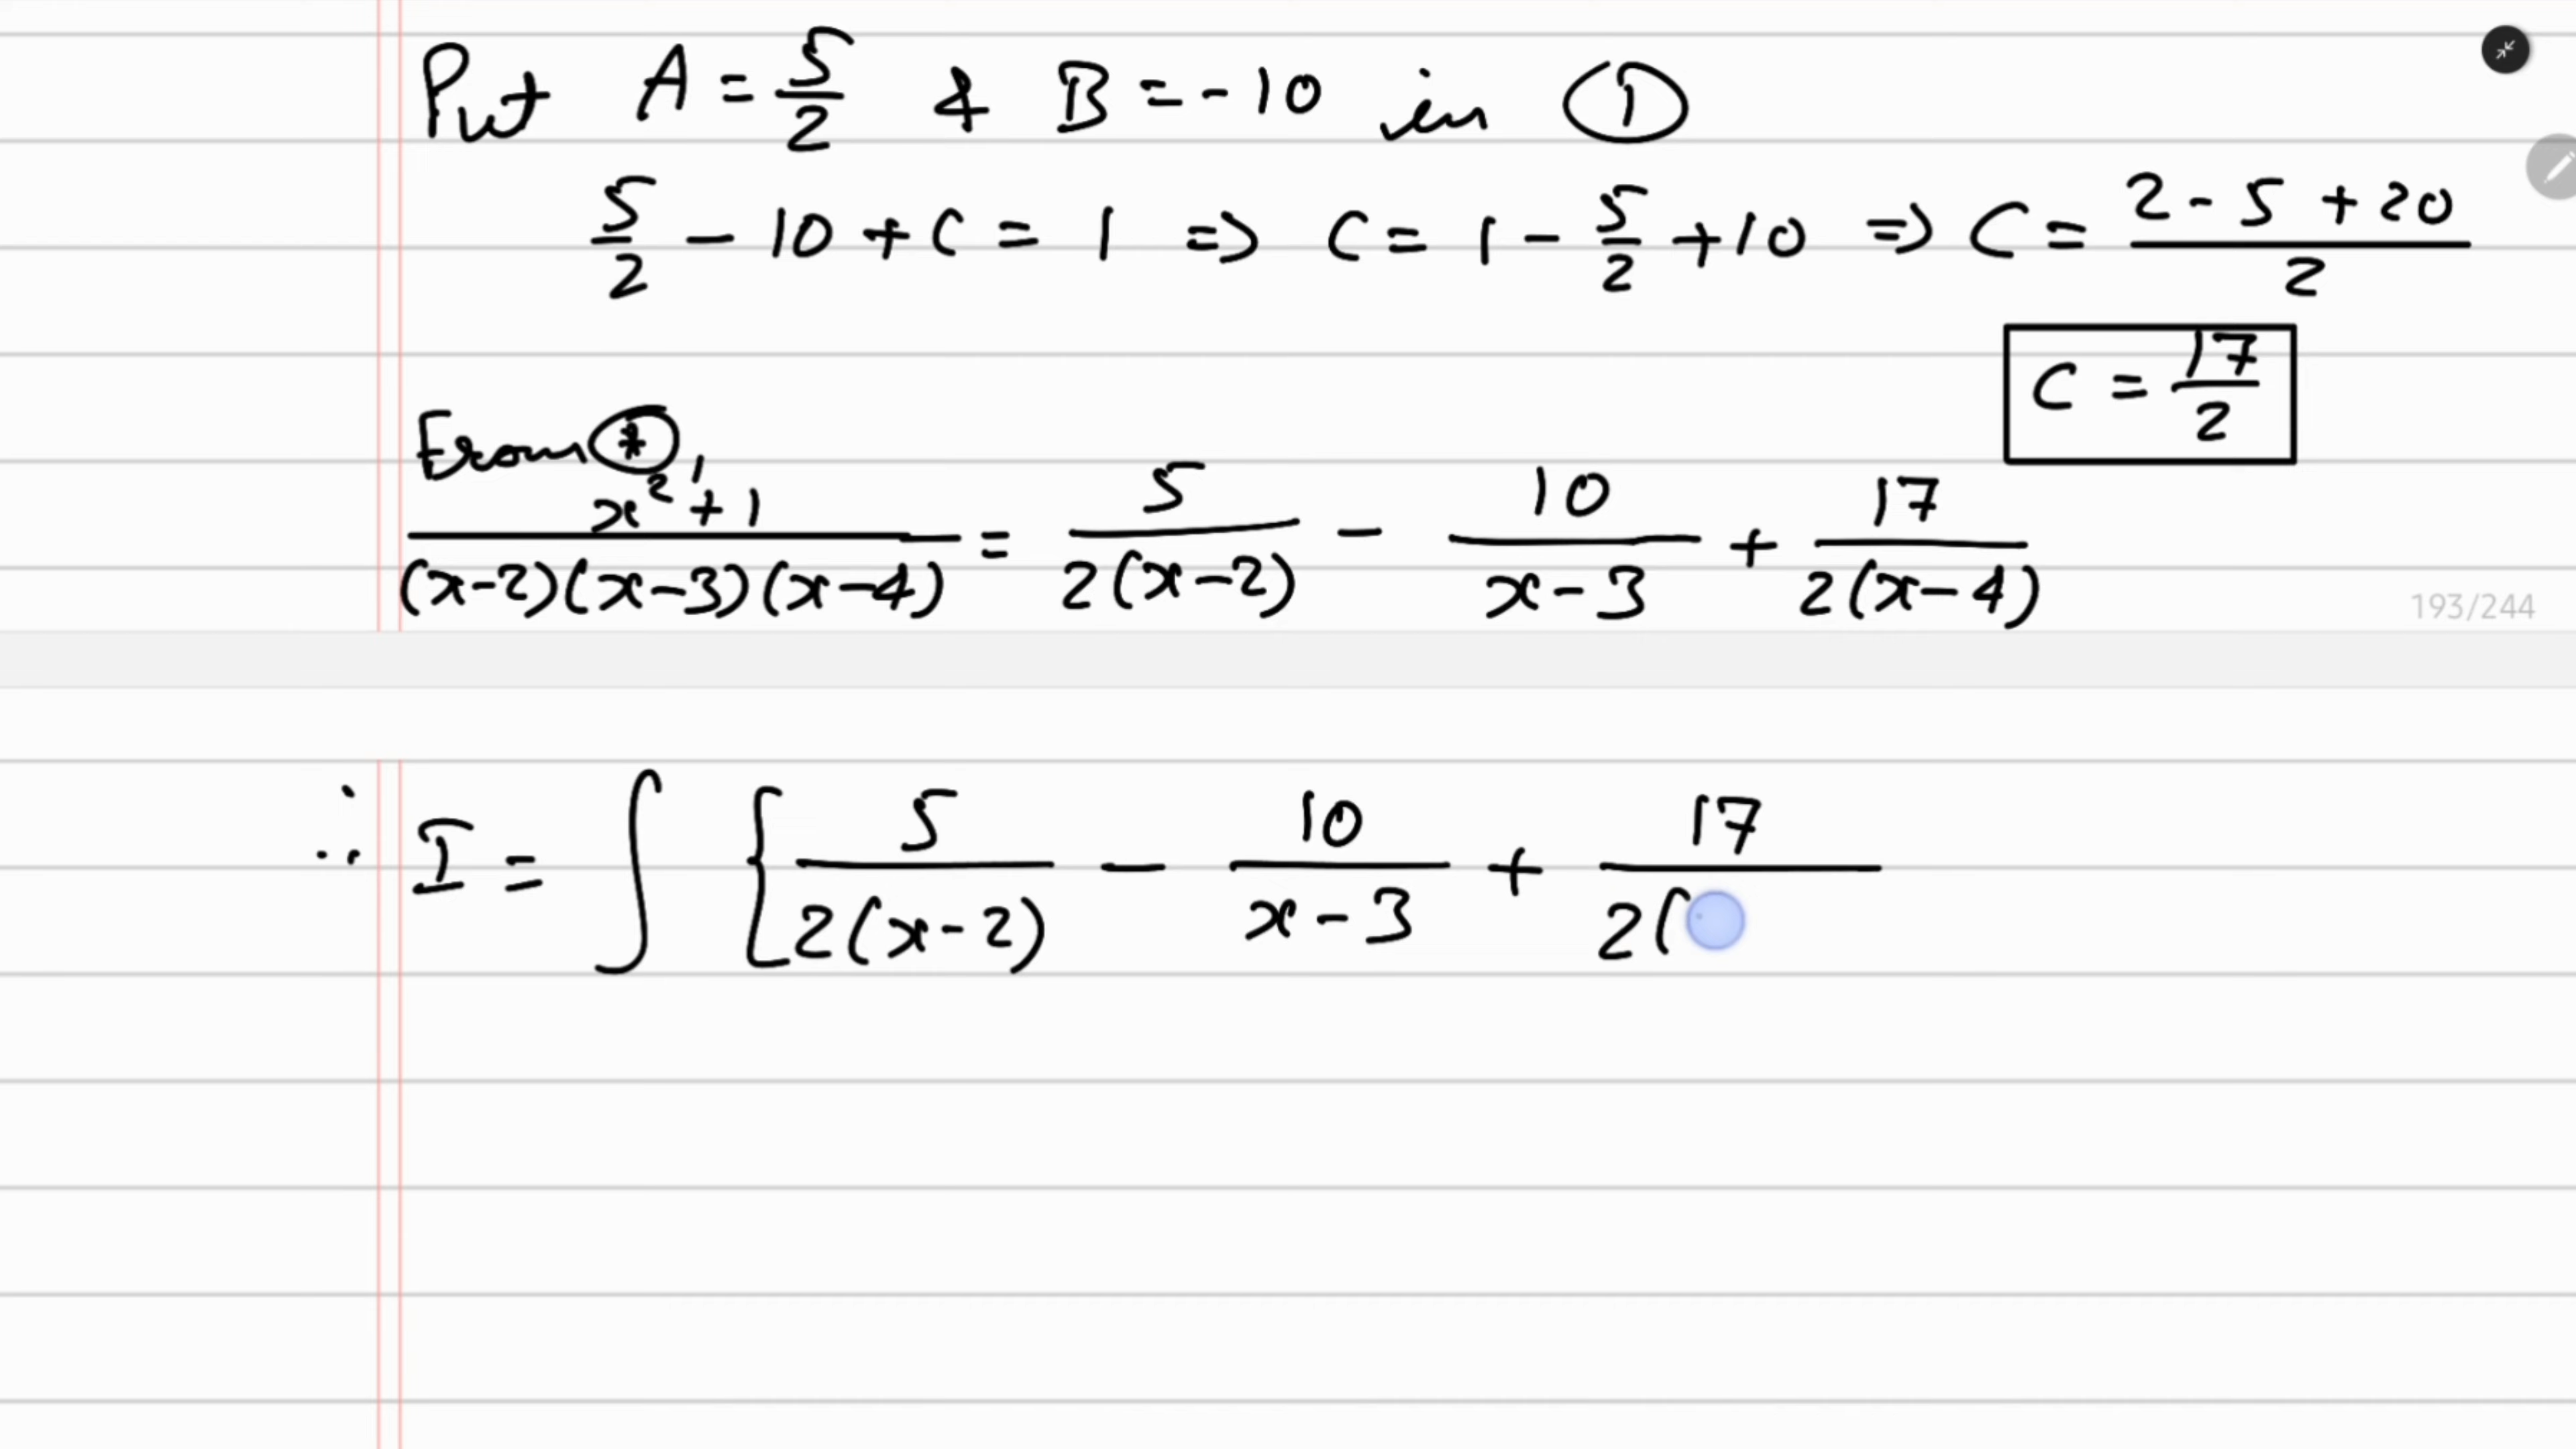 Put A = 5/2 & B = -10 in ①
5/2 - 10 + C = 1 ⇒ C = 1 - 5/2 + 10 ⇒ C = (2 - 5 + 20)/2
C = 17/2
From ⊛,
(x² + 1)/((x-2)(x-3)(x-4)) = 5/(2(x-2)) - 10/(x-3) + 17/(2(x-4))
193/244
∴ I = ∫ { 5/(2(x-2)) - 10/(x-3) + 17/(2(